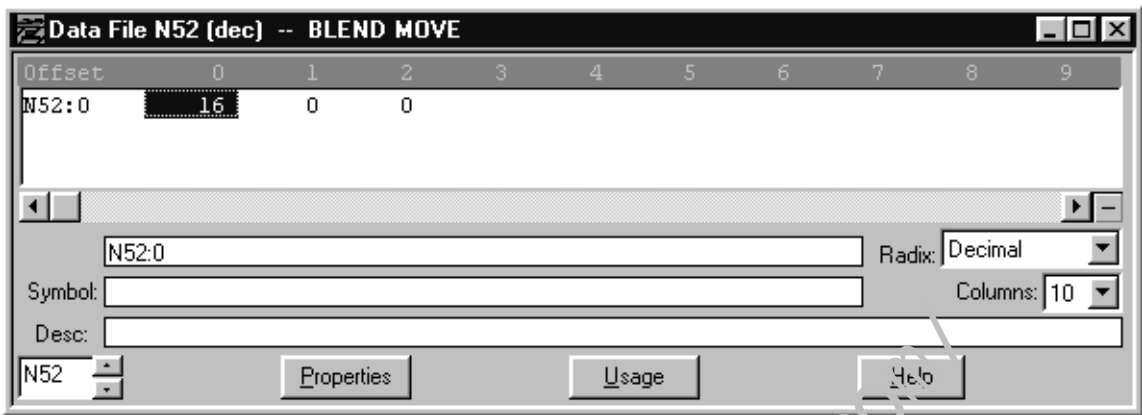 Data File N52 (dec) -- BLEND MOVE
Offset 0 1 2 3 4 5 6 7 8 9
N52:0 16 0 0
N52:0 Radix: Decimal
Symbol: Columns: 10
Desc:
N52 Properties Usage Help